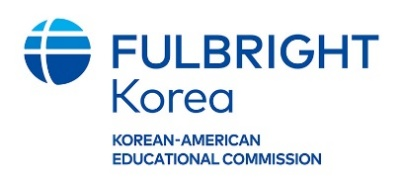 FULBRIGHT
Korea
KOREAN-AMERICAN
EDUCATIONAL COMMISSION